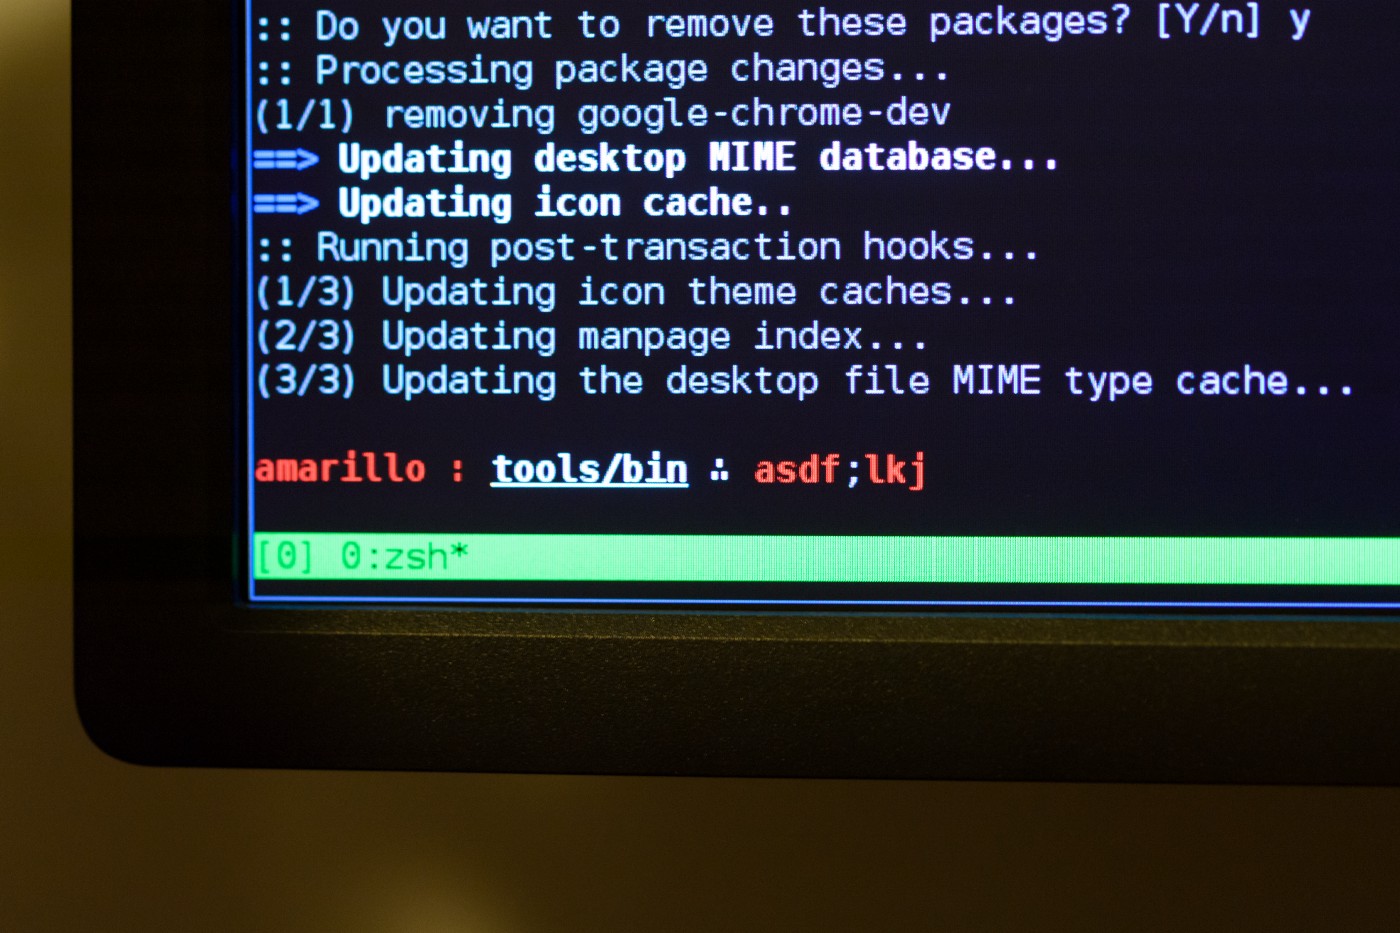 :: Do you want to remove these packages? [Y/n] y
:: Processing package changes...
(1/1) removing google-chrome-dev
==> Updating desktop MIME database...
==> Updating icon cache..
:: Running post-transaction hooks...
(1/3) Updating icon theme caches...
(2/3) Updating manpage index...
(3/3) Updating the desktop file MIME type cache...
amarillo : tools/bin ∴ asdf;lkj
[0] 0:zsh*